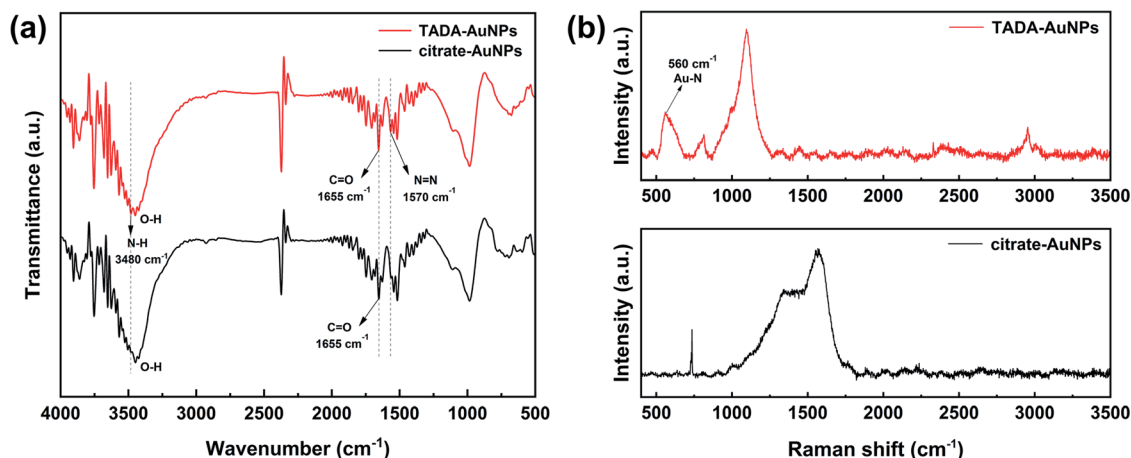 (a)
TADA-AuNPs
citrate-AuNPs
Transmittance (a.u.)
O-H
N-H
3480 cm⁻¹
C=O
1655 cm⁻¹
N=N
1570 cm⁻¹
O-H
C=O
1655 cm⁻¹
4000 3500 3000 2500 2000 1500 1000 500
Wavenumber (cm⁻¹)
(b)
TADA-AuNPs
560 cm⁻¹
Au-N
Intensity (a.u.)
500 1000 1500 2000 2500 3000 3500
citrate-AuNPs
Intensity (a.u.)
500 1000 1500 2000 2500 3000 3500
Raman shift (cm⁻¹)